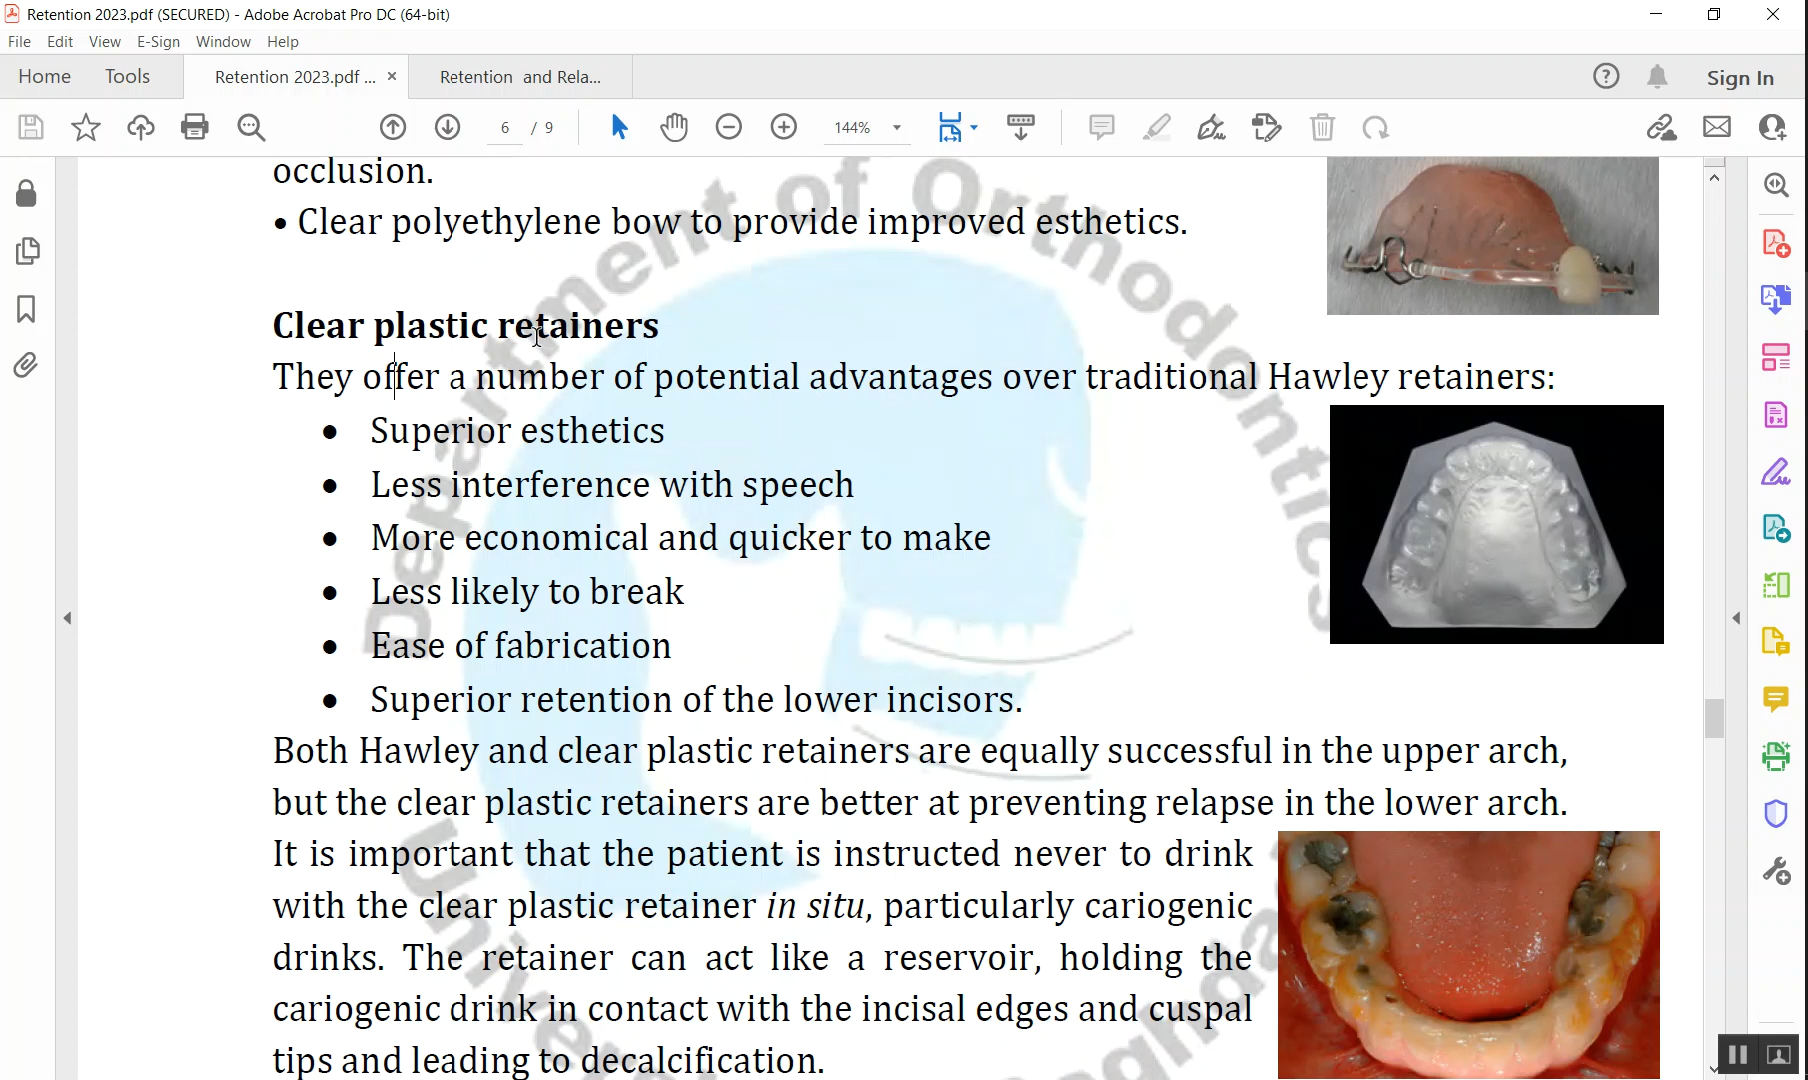 Retention 2023.pdf (SECURED) - Adobe Acrobat Pro DC (64-bit)
File Edit View E-Sign Window Help
Home Tools Retention 2023.pdf ... × Retention and Rela... Sign In
6 / 9 144%
occlusion.
• Clear polyethylene bow to provide improved esthetics.
Clear plastic retainers
They offer a number of potential advantages over traditional Hawley retainers:
• Superior esthetics
• Less interference with speech
• More economical and quicker to make
• Less likely to break
• Ease of fabrication
• Superior retention of the lower incisors.
Both Hawley and clear plastic retainers are equally successful in the upper arch,
but the clear plastic retainers are better at preventing relapse in the lower arch.
It is important that the patient is instructed never to drink
with the clear plastic retainer in situ, particularly cariogenic
drinks. The retainer can act like a reservoir, holding the
cariogenic drink in contact with the incisal edges and cuspal
tips and leading to decalcification.
Department of Orthodontics